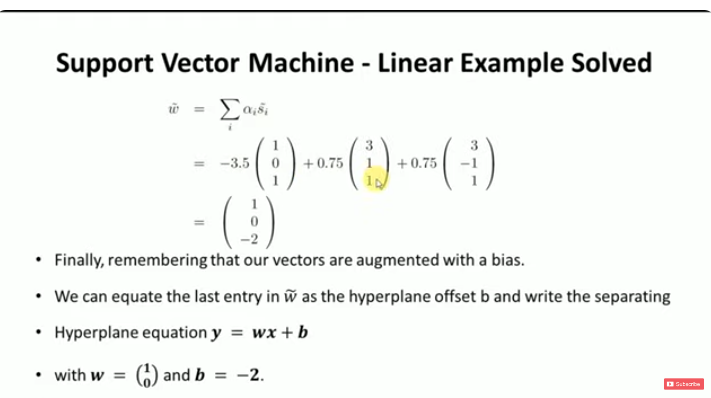 Support Vector Machine - Linear Example Solved
w̃ = ∑ᵢ αᵢs̃ᵢ
= −3.5 (1 0 1) + 0.75 (3 1 1) + 0.75 (3 −1 1)
= (1 0 −2)
• Finally, remembering that our vectors are augmented with a bias.
• We can equate the last entry in w̃ as the hyperplane offset b and write the separating
• Hyperplane equation y = wx + b
• with w = (1 0) and b = −2.
Subscribe